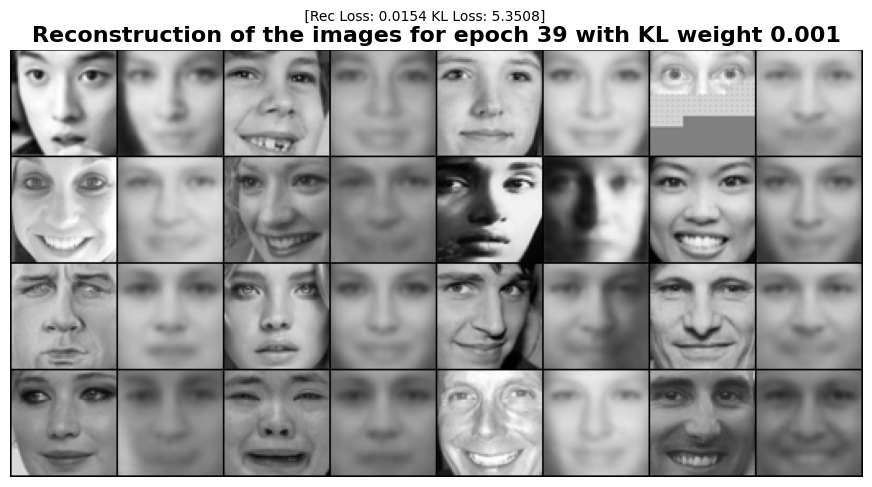 [Rec Loss: 0.0154 KL Loss: 5.3508]
Reconstruction of the images for epoch 39 with KL weight 0.001